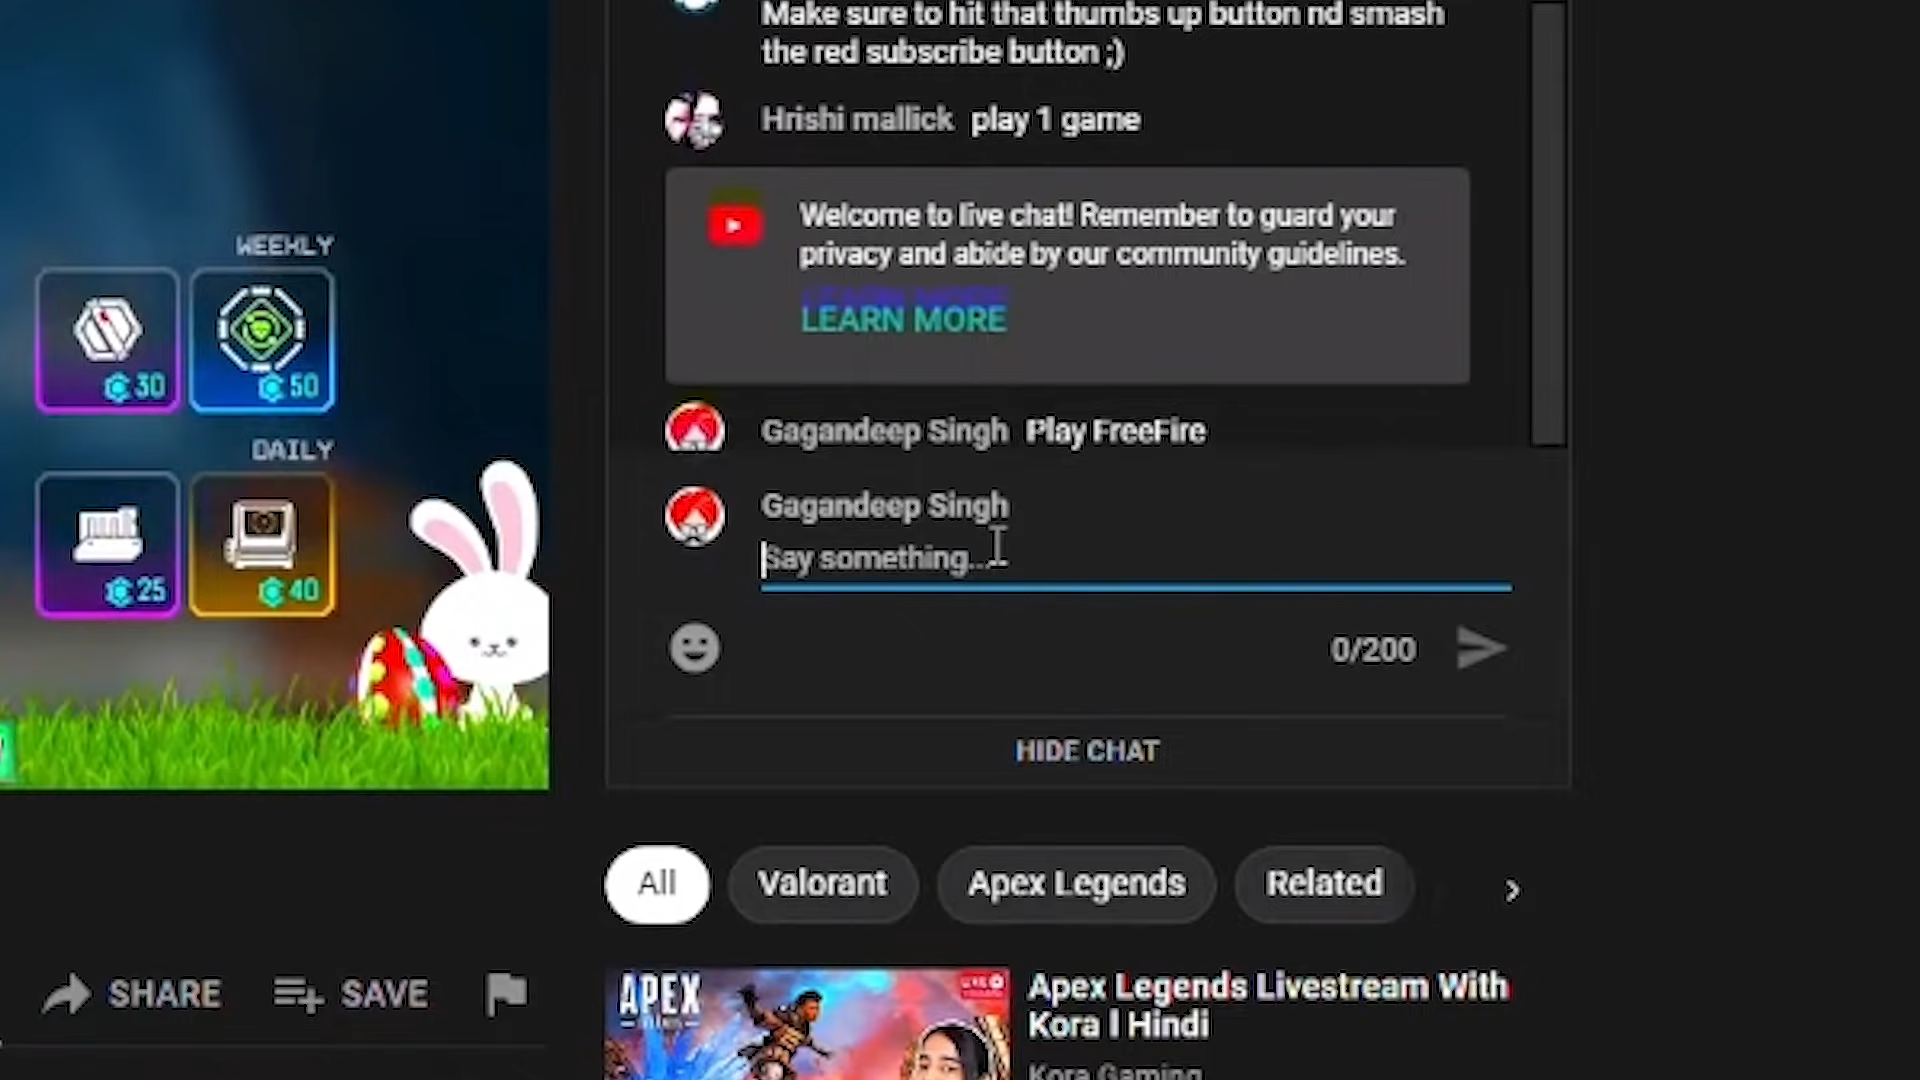 Make sure to hit that thumbs up button nd smash
the red subscribe button ;)
Hrishi mallick play 1 game
Welcome to live chat! Remember to guard your
privacy and abide by our community guidelines.
LEARN MORE
Gagandeep Singh Play FreeFire
Gagandeep Singh
Say something...
0/200
HIDE CHAT
WEEKLY
30
50
DAILY
25
40
All
Valorant
Apex Legends
Related
SHARE
SAVE
APEX
Apex Legends Livestream With
Kora l Hindi
Kora Gaming